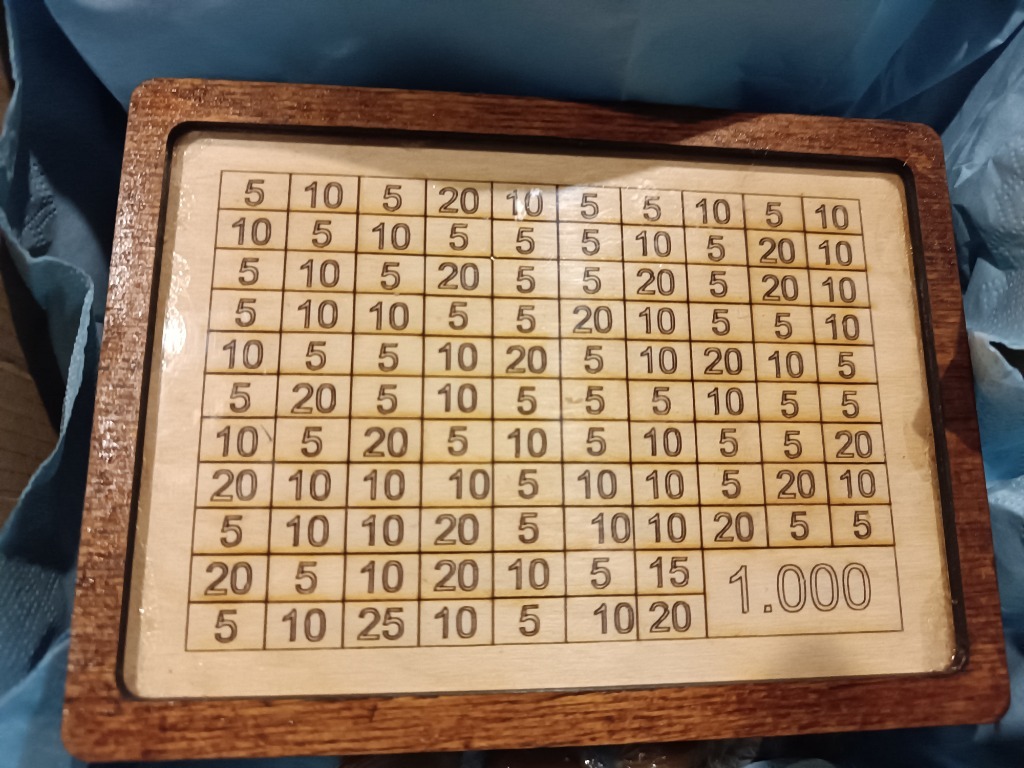 5 10 5 20 10 5 5 10 5 10
10 5 10 5 5 5 10 5 20 10
5 10 5 20 5 5 20 5 20 10
5 10 10 5 5 20 10 5 5 10
10 5 5 10 20 5 10 20 10 5
5 20 5 10 5 5 5 10 5 5
10 5 20 5 10 5 10 5 5 20
20 10 10 10 5 10 10 5 20 10
5 10 10 20 5 10 10 20 5 5
20 5 10 20 10 5 15 1.000
5 10 25 10 5 10 20